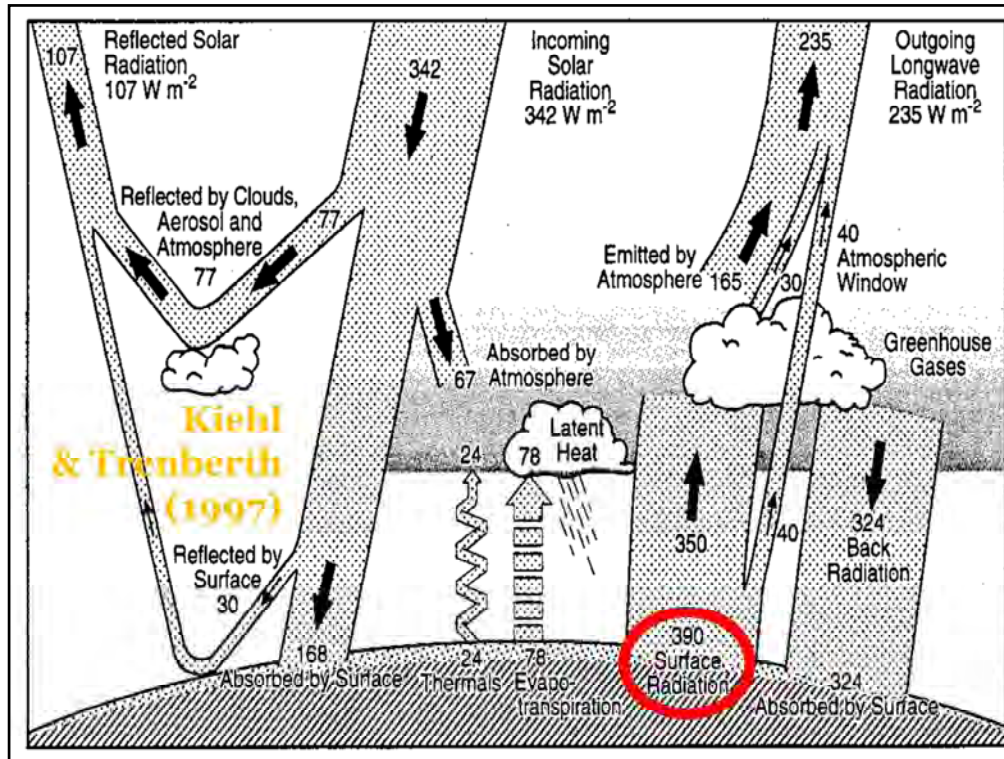 107
Reflected Solar
Radiation
107 W m⁻²
342
Incoming
Solar
Radiation
342 W m⁻²
235
Outgoing
Longwave
Radiation
235 W m⁻²
Reflected by Clouds,
Aerosol and
Atmosphere
77
77
Emitted by
Atmosphere
165
30
40
Atmospheric
Window
Greenhouse
Gases
67
Absorbed by
Atmosphere
Kiehl
& Trenberth
(1997)
24
78
Latent
Heat
350
40
324
Back
Radiation
Reflected by
Surface
30
168
Absorbed by Surface
24
Thermals
78
Evapo-
transpiration
390
Surface
Radiation
324
Absorbed by Surface